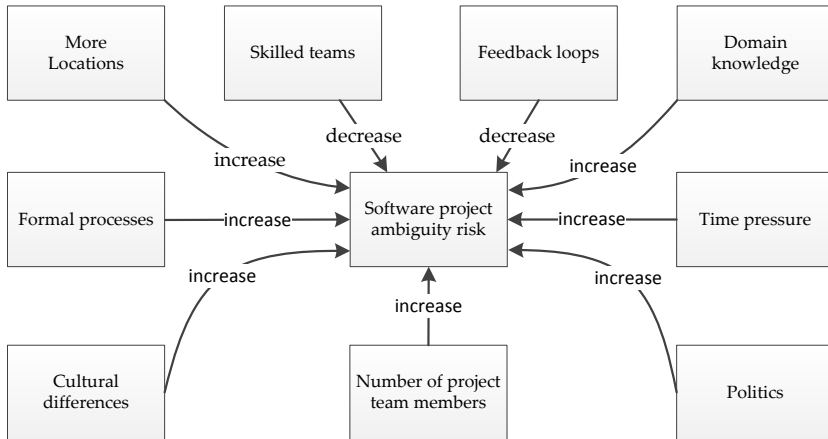 More
Locations
Skilled teams
Feedback loops
Domain
knowledge
decrease
decrease
increase
increase
Formal processes
increase
Software project
ambiguity risk
increase
Time pressure
increase
increase
increase
Cultural
differences
Number of project
team members
Politics